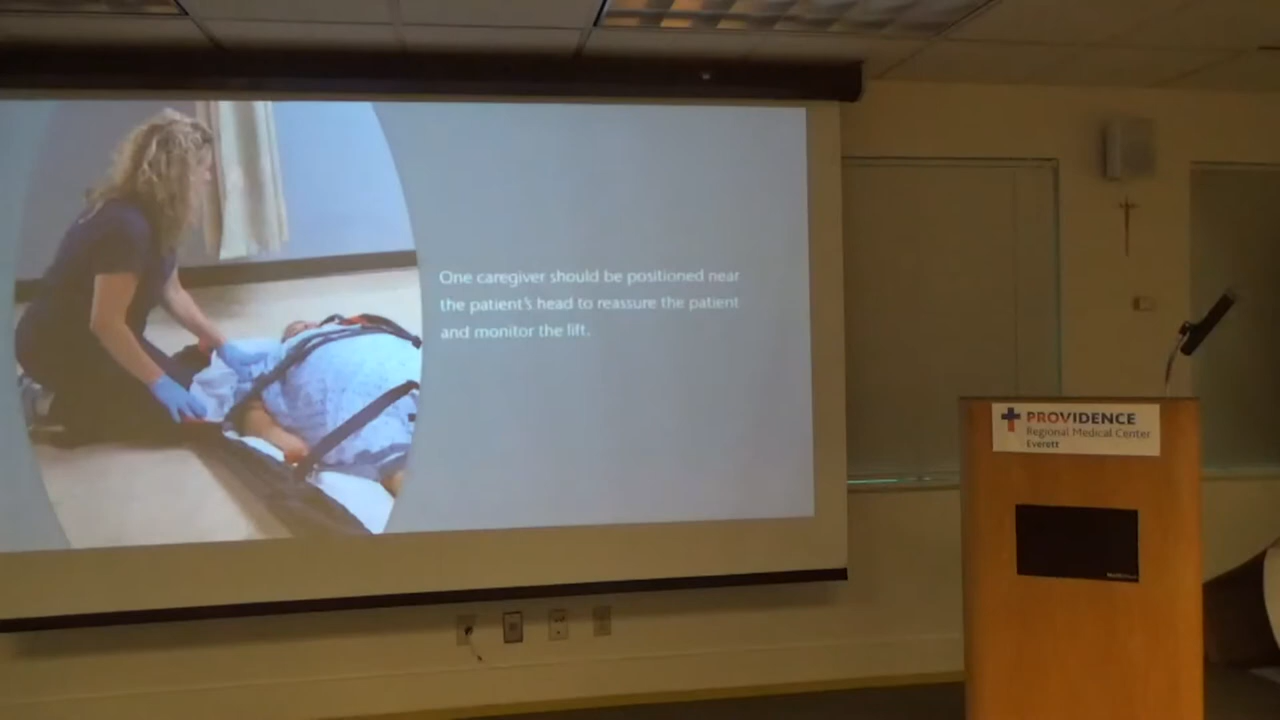 One caregiver should be positioned near
the patient's head to reassure the patient
and monitor the lift.
PROVIDENCE
Regional Medical Center
Everett